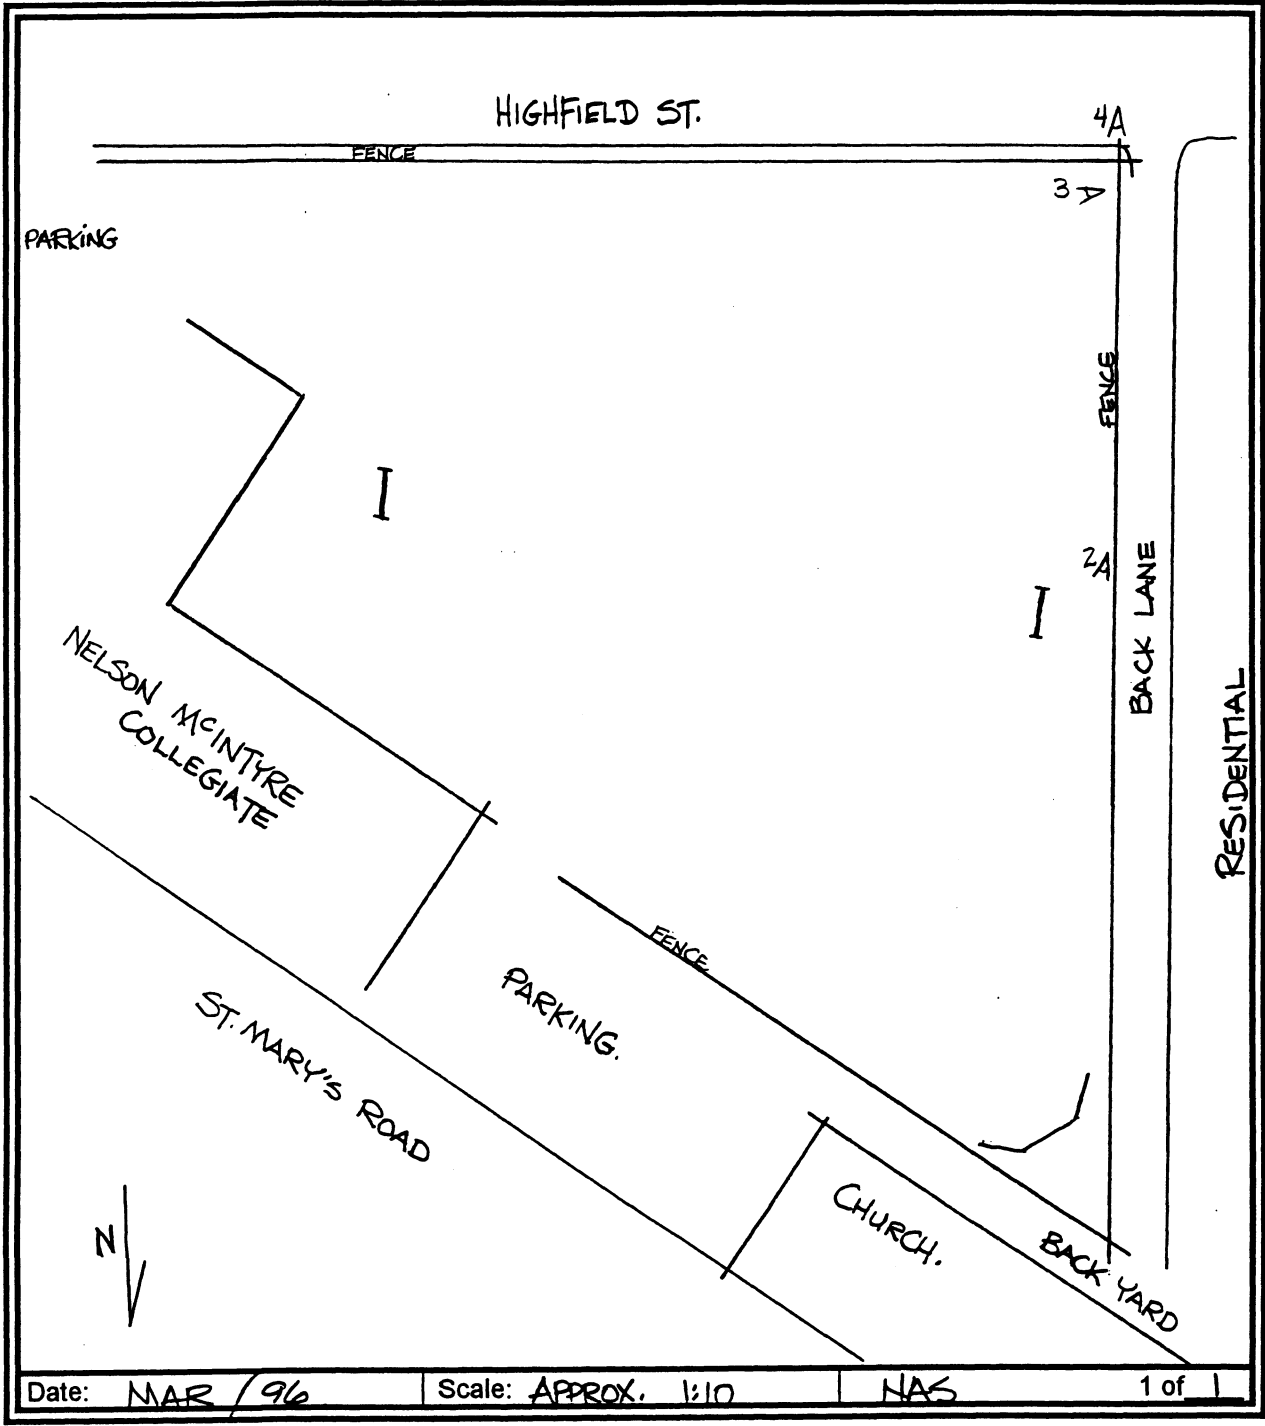 HIGHFIELD ST.
4A
FENCE
3A
PARKING
FENCE
2A
BACK LANE
NELSON McINTYRE
COLLEGIATE
RESIDENTIAL
FENCE
PARKING.
ST. MARY'S ROAD
CHURCH.
BACK YARD
N
Date: MAR / 96 Scale: APPROX. 1:10 NAS 1 of 1